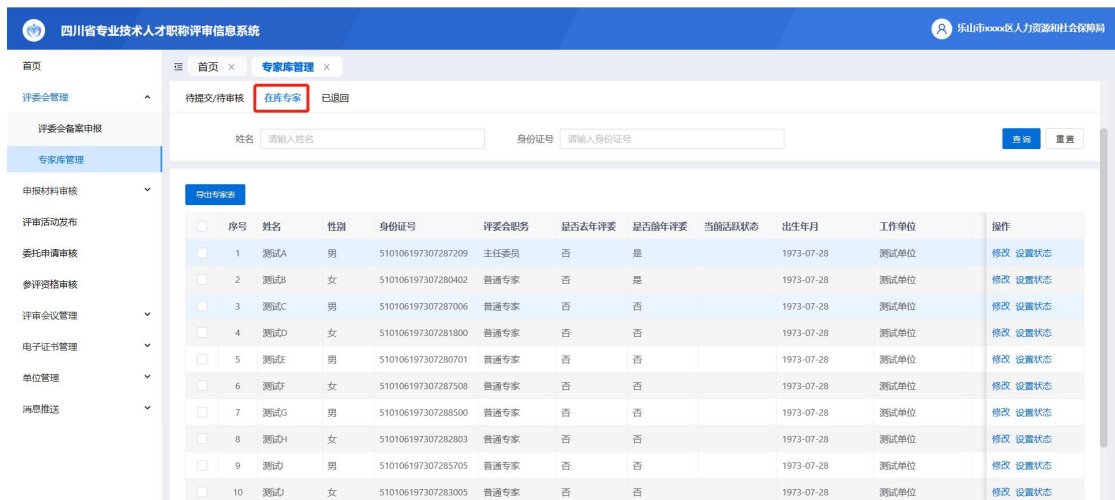 四川省专业技术人才职称评审信息系统
乐山市xxxx区人力资源和社会保障局
首页
评委会管理
评委会备案申报
专家库管理
申报材料审核
评审活动发布
委托申请审核
参评资格审核
评审会议管理
电子证书管理
单位管理
消息推送
首页 × 专家库管理 ×
待提交/待审核 在库专家 已退回
姓名 请输入姓名 身份证号 请输入身份证号 查询 重置
导出专家表
序号 姓名 性别 身份证号 评委会职务 是否去年评委 是否前年评委 当前活跃状态 出生年月 工作单位 操作
1 测试A 男 510106197307287209 主任委员 否 是 1973-07-28 测试单位 修改 设置状态
2 测试B 女 510106197307280402 普通专家 否 是 1973-07-28 测试单位 修改 设置状态
3 测试C 男 510106197307287006 普通专家 否 否 1973-07-28 测试单位 修改 设置状态
4 测试D 女 510106197307281800 普通专家 否 否 1973-07-28 测试单位 修改 设置状态
5 测试E 男 510106197307280701 普通专家 否 否 1973-07-28 测试单位 修改 设置状态
6 测试F 女 510106197307287508 普通专家 否 否 1973-07-28 测试单位 修改 设置状态
7 测试G 男 510106197307288500 普通专家 否 否 1973-07-28 测试单位 修改 设置状态
8 测试H 女 510106197307282803 普通专家 否 否 1973-07-28 测试单位 修改 设置状态
9 测试I 男 510106197307285705 普通专家 否 否 1973-07-28 测试单位 修改 设置状态
10 测试J 女 510106197307283005 普通专家 否 否 1973-07-28 测试单位 修改 设置状态